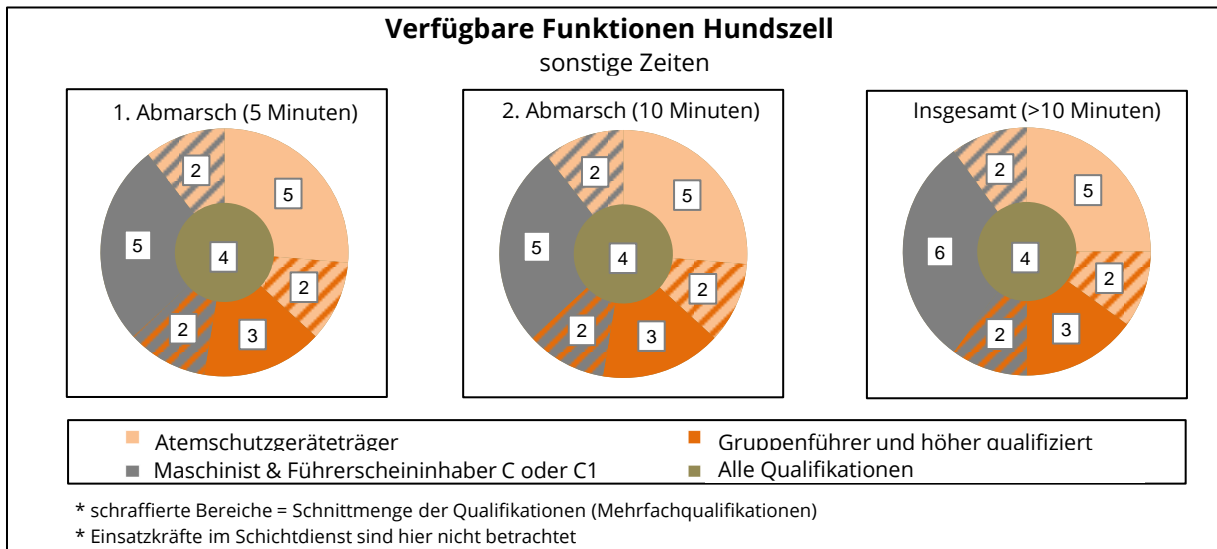 Verfügbare Funktionen Hundszell
sonstige Zeiten
1. Abmarsch (5 Minuten)
2
5
5
4
2
2
3
2. Abmarsch (10 Minuten)
2
5
5
4
2
2
3
Insgesamt (>10 Minuten)
2
5
6
4
2
2
3
Atemschutzgeräteträger
Gruppenführer und höher qualifiziert
Maschinist & Führerscheininhaber C oder C1
Alle Qualifikationen
* schraffierte Bereiche = Schnittmenge der Qualifikationen (Mehrfachqualifikationen)
* Einsatzkräfte im Schichtdienst sind hier nicht betrachtet